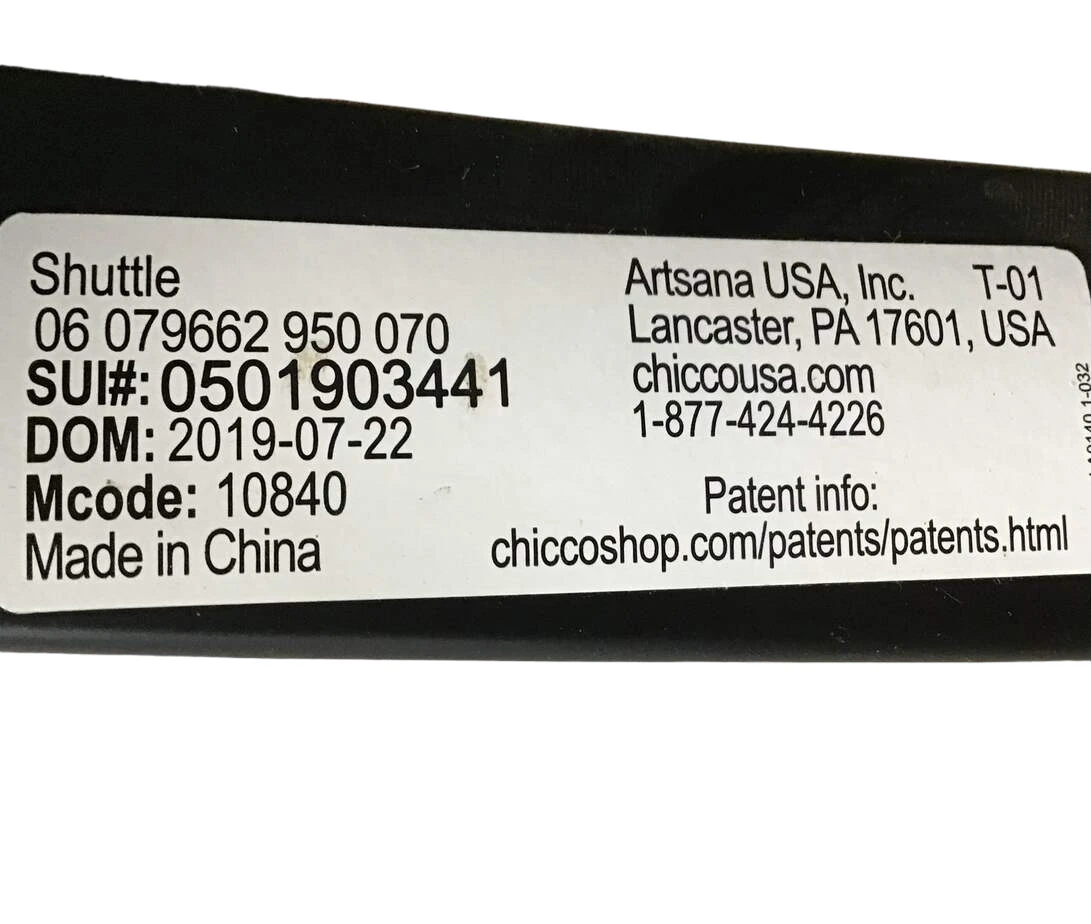 Shuttle
06 079662 950 070
SUI#: 0501903441
DOM: 2019-07-22
Mcode: 10840
Made in China
Artsana USA, Inc. T-01
Lancaster, PA 17601, USA
chiccousa.com
1-877-424-4226
Patent info:
chiccoshop.com/patents/patents.html